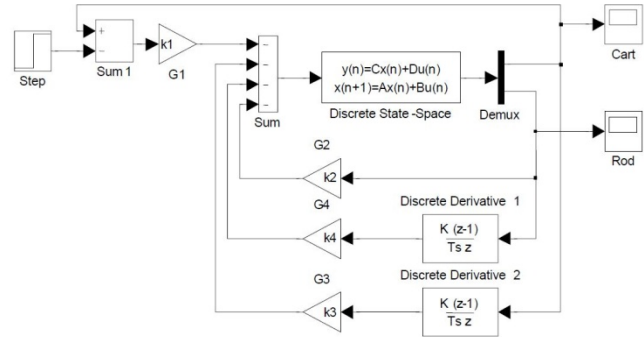 Step
+
−
Sum 1
k1
G1
−
−
−
−
Sum
y(n)=Cx(n)+Du(n)
x(n+1)=Ax(n)+Bu(n)
Discrete State -Space
Demux
Cart
Rod
G2
k2
G4
k4
Discrete Derivative 1
K (z-1)
Ts z
G3
k3
Discrete Derivative 2
K (z-1)
Ts z